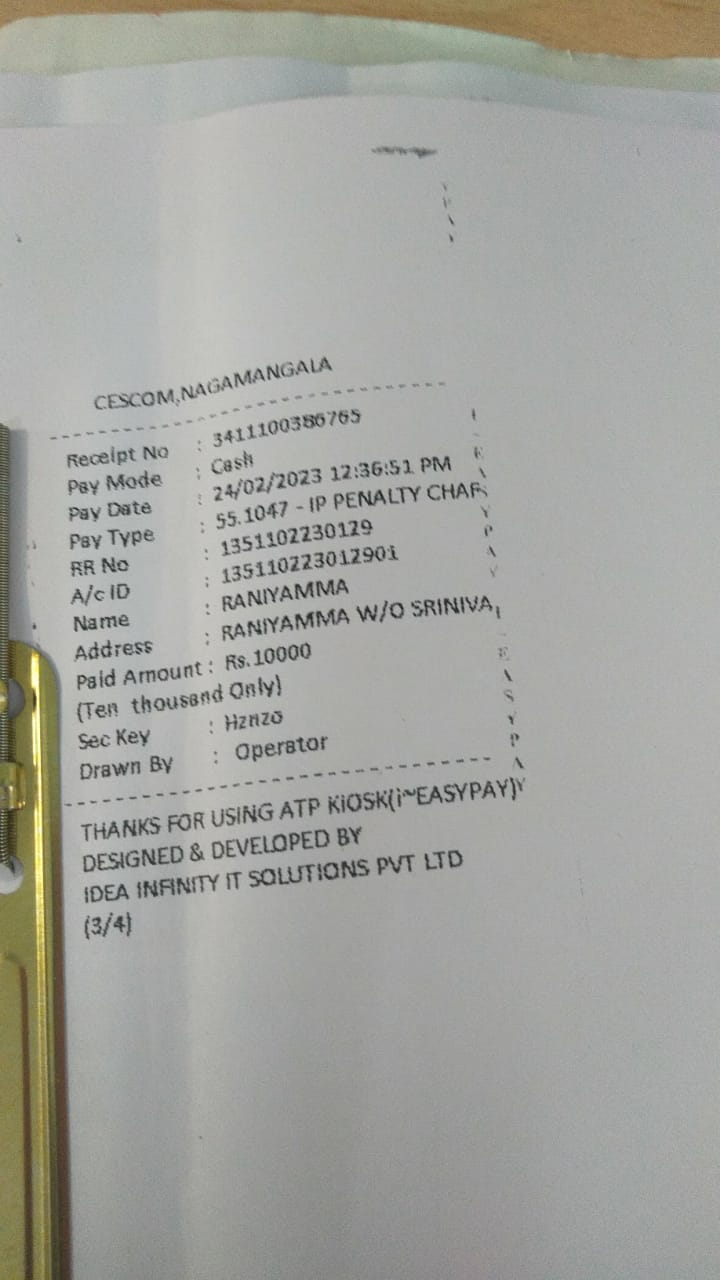 CESCOM,NAGAMANGALA
Receipt No : 3411100386765
Pay Mode : Cash
Pay Date : 24/02/2023 12:36:51 PM
Pay Type : 55.1047 - IP PENALTY CHAR
RR No : 1351102230129
A/c ID : 135110223012901
Name : RANIYAMMA
Address : RANIYAMMA W/O SRINIVA,
Paid Amount : Rs.10000
(Ten thousand Only)
Sec Key : Hznzo
Drawn By : Operator
THANKS FOR USING ATP KIOSK(i~EASYPAY)
DESIGNED & DEVELOPED BY
IDEA INFINITY IT SOLUTIONS PVT LTD
(3/4)